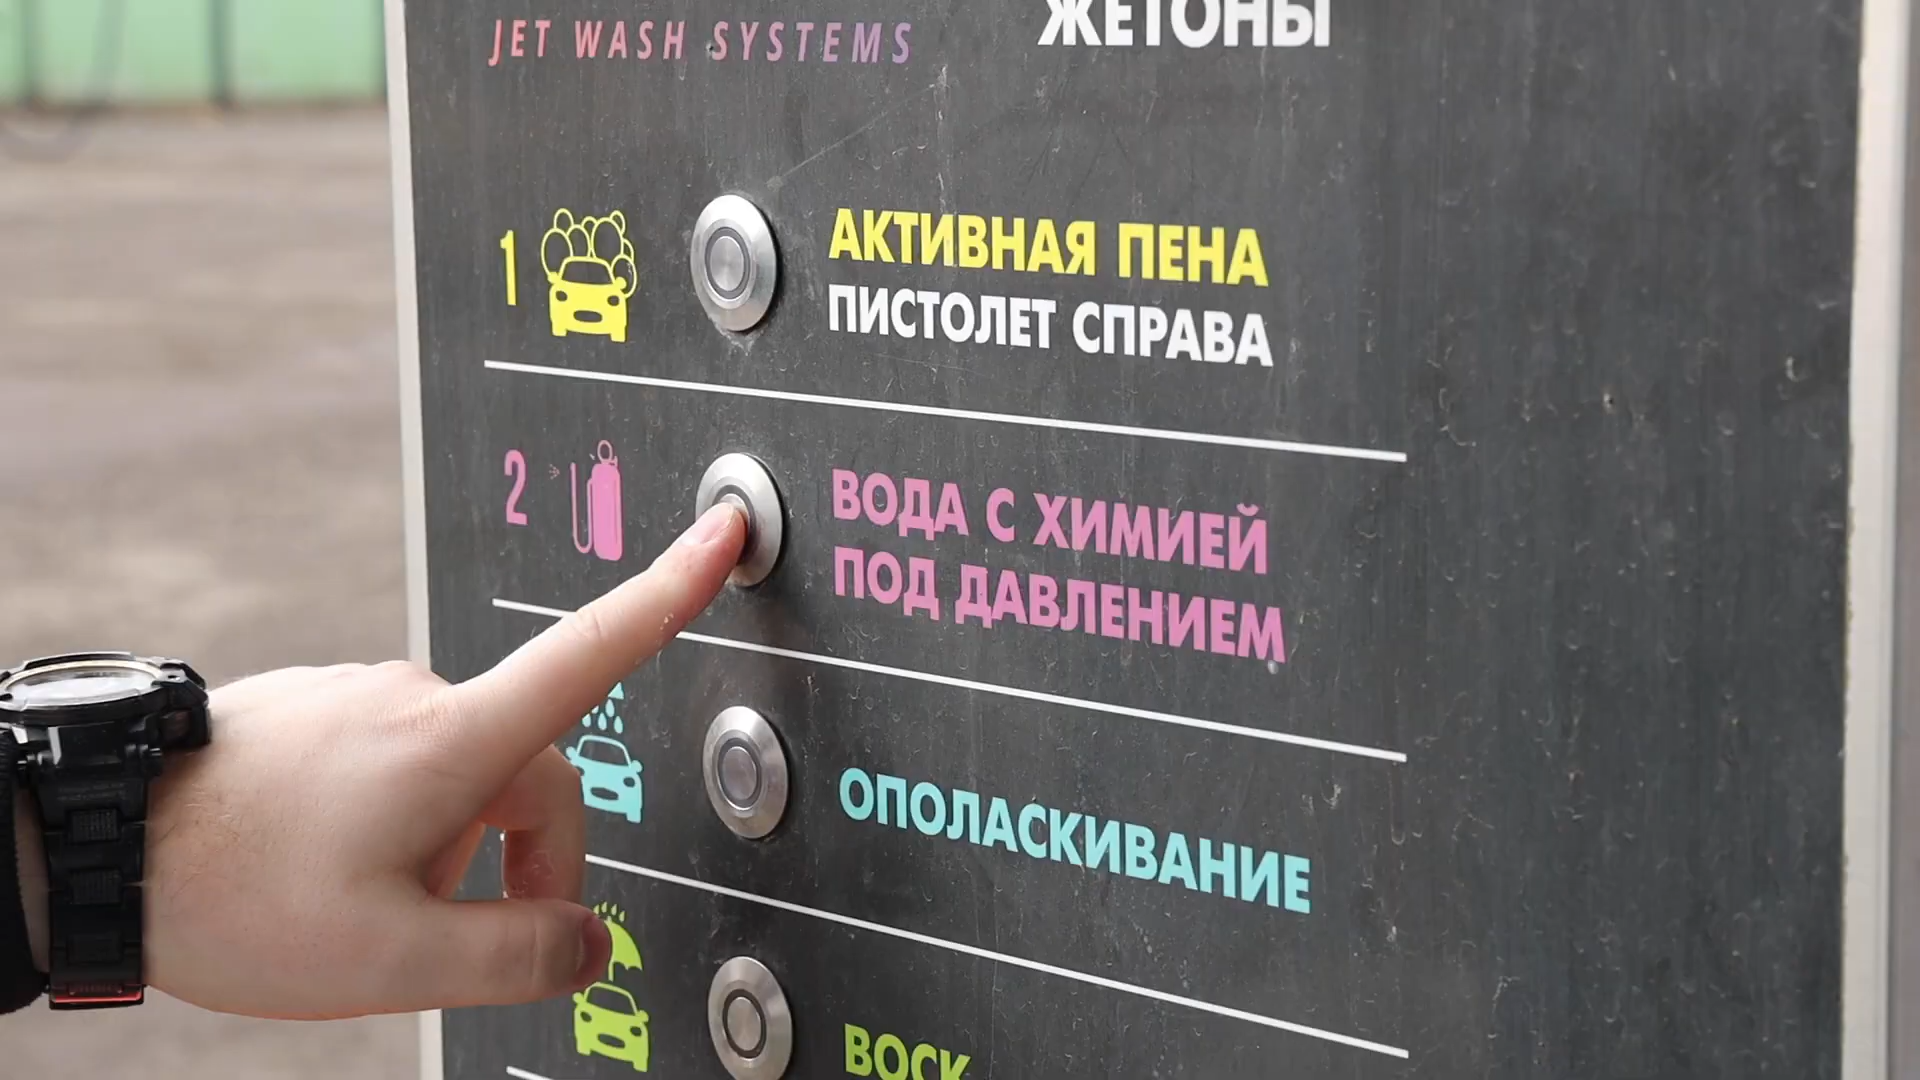 JET WASH SYSTEMS
ЖЕТОНЫ
1
АКТИВНАЯ ПЕНА
ПИСТОЛЕТ СПРАВА
2
ВОДА С ХИМИЕЙ
ПОД ДАВЛЕНИЕМ
ОПОЛАСКИВАНИЕ
ВОСК